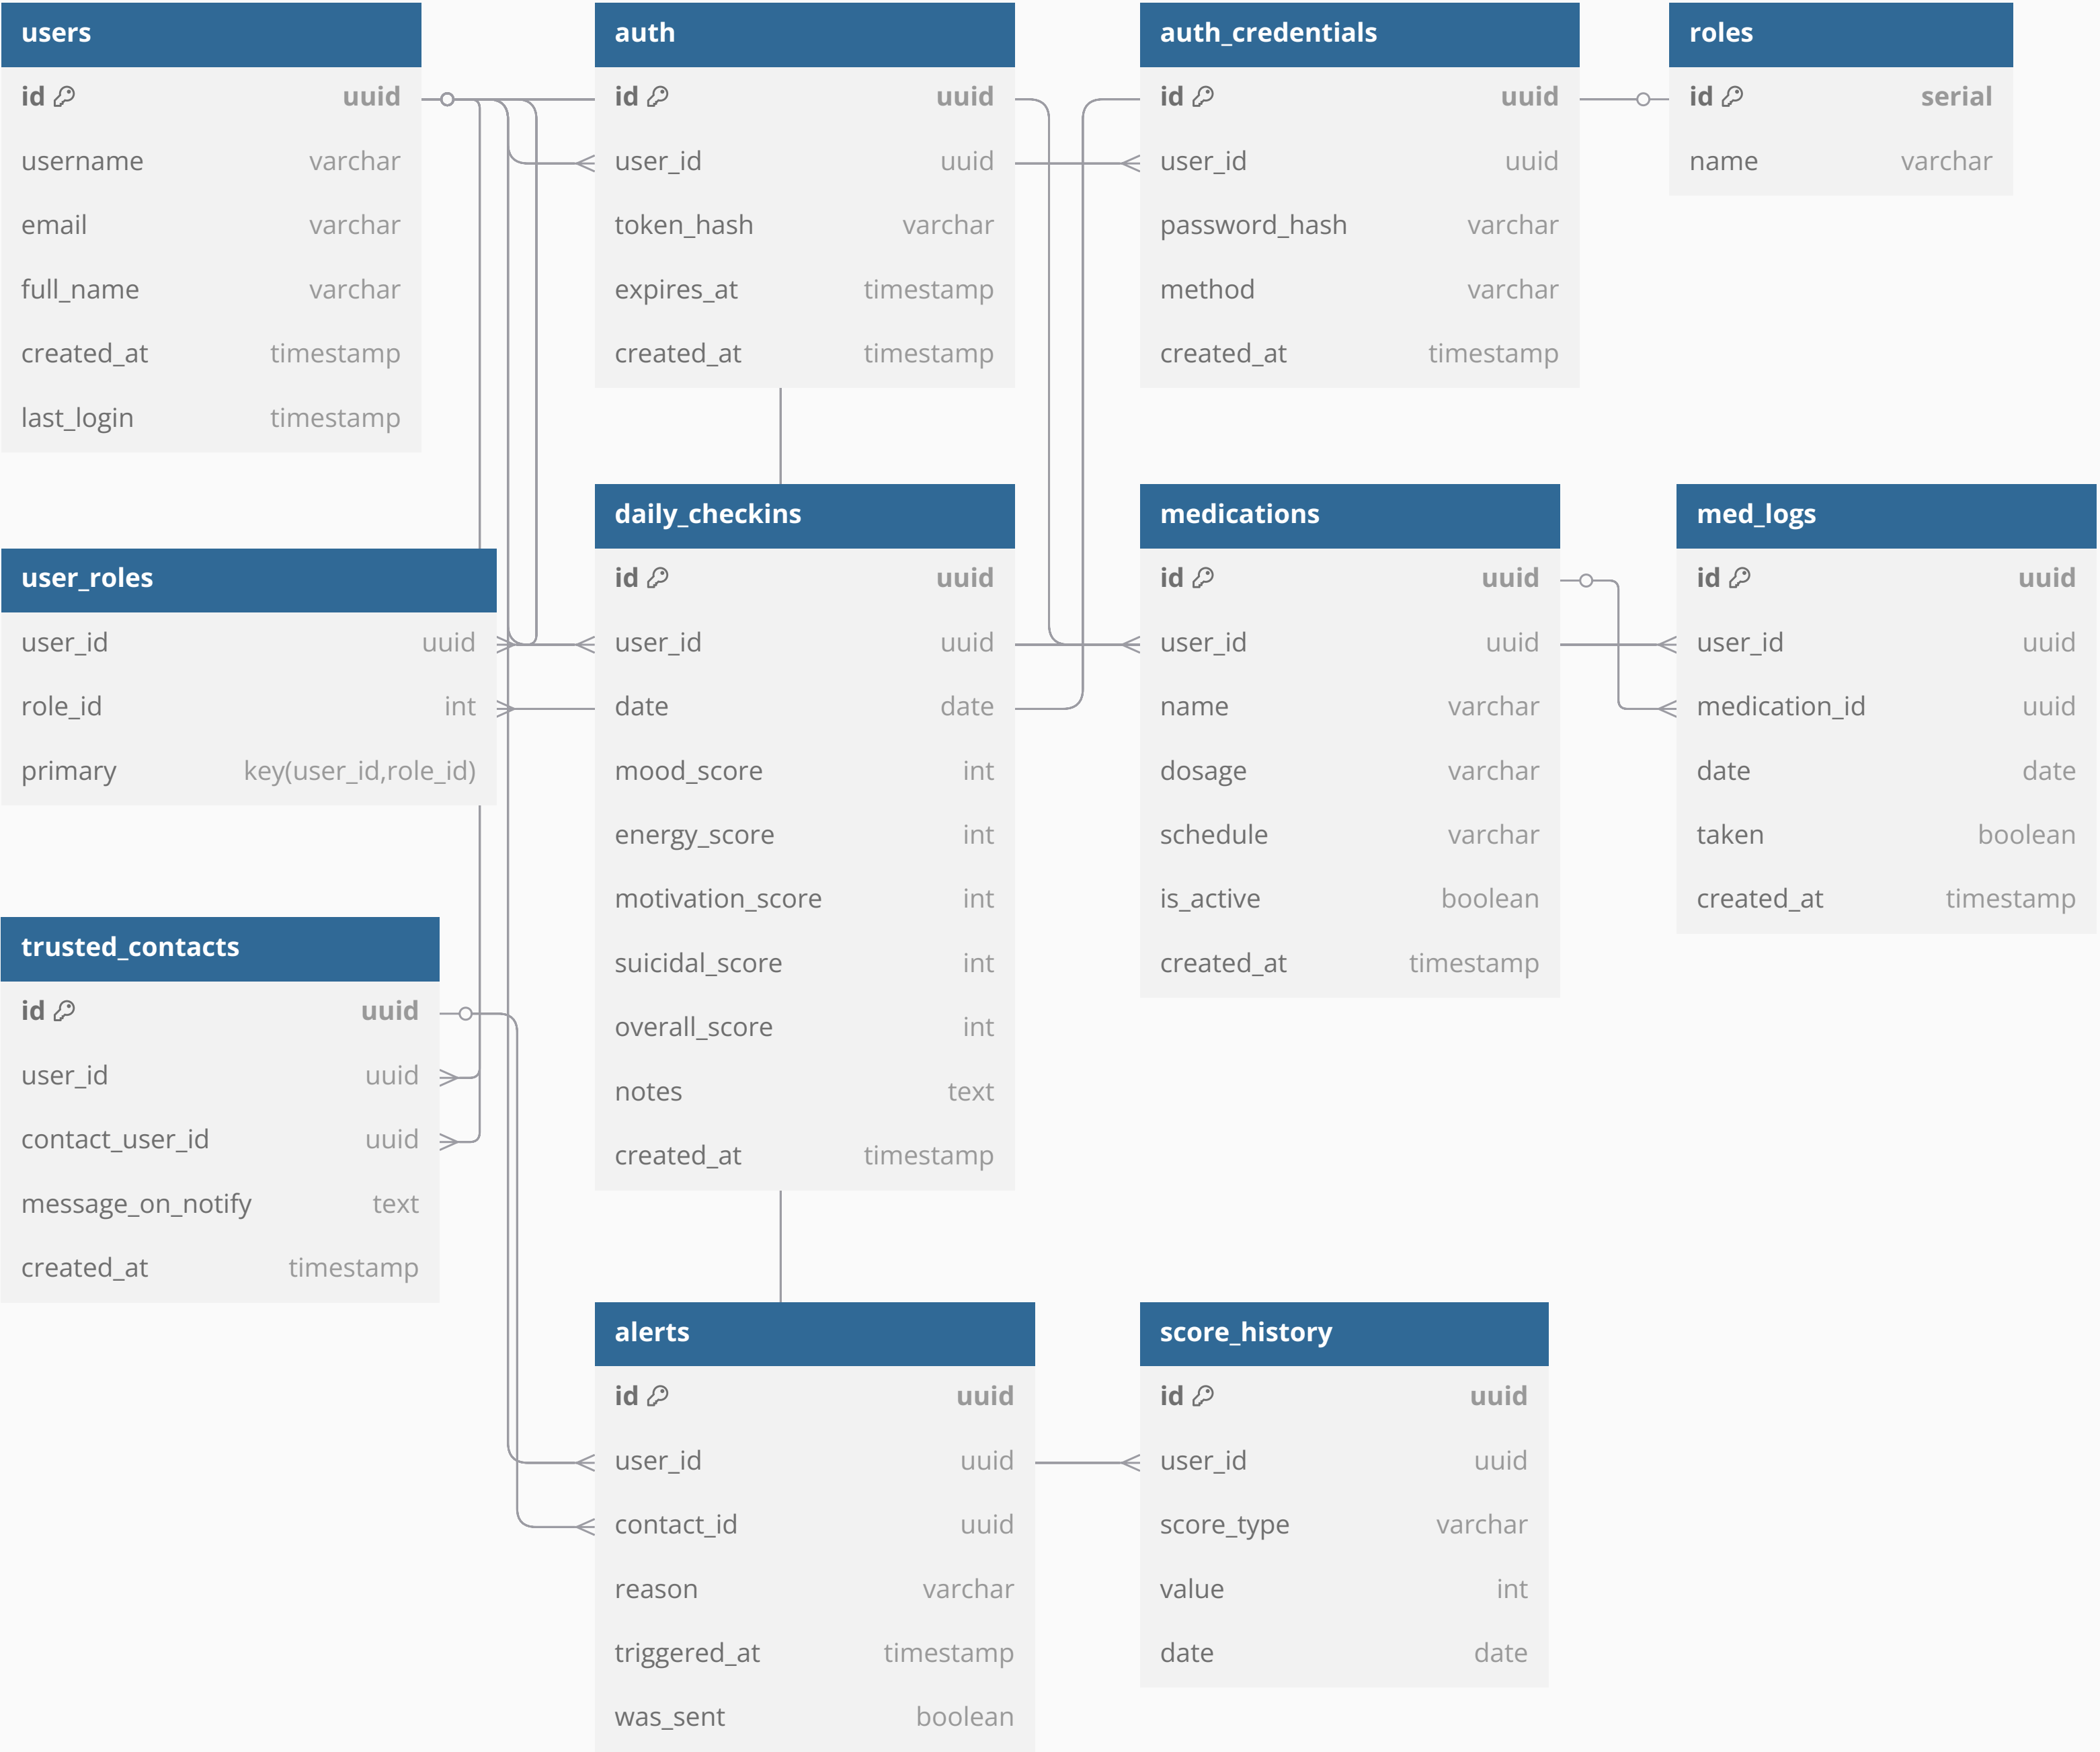 users
id uuid
username varchar
email varchar
full_name varchar
created_at timestamp
last_login timestamp
auth
id uuid
user_id uuid
token_hash varchar
expires_at timestamp
created_at timestamp
auth_credentials
id uuid
user_id uuid
password_hash varchar
method varchar
created_at timestamp
roles
id serial
name varchar
user_roles
user_id uuid
role_id int
primary key(user_id,role_id)
daily_checkins
id uuid
user_id uuid
date date
mood_score int
energy_score int
motivation_score int
suicidal_score int
overall_score int
notes text
created_at timestamp
medications
id uuid
user_id uuid
name varchar
dosage varchar
schedule varchar
is_active boolean
created_at timestamp
med_logs
id uuid
user_id uuid
medication_id uuid
date date
taken boolean
created_at timestamp
trusted_contacts
id uuid
user_id uuid
contact_user_id uuid
message_on_notify text
created_at timestamp
alerts
id uuid
user_id uuid
contact_id uuid
reason varchar
triggered_at timestamp
was_sent boolean
score_history
id uuid
user_id uuid
score_type varchar
value int
date date